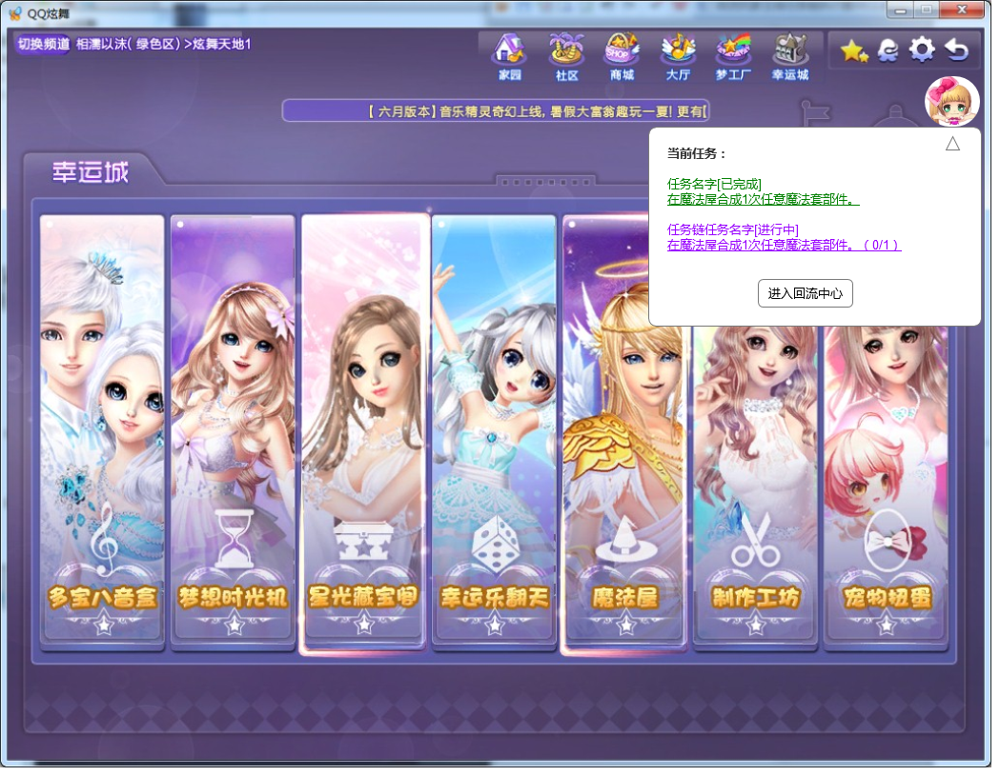 QQ炫舞
切换频道 相濡以沫( 绿色区) >炫舞天地1
家园 社区 SHOP 商城 大厅 梦工厂 幸运城
【 六月版本】音乐精灵奇幻上线, 暑假大富翁趣玩一夏! 更有[
幸运城
当前任务：
任务名字[已完成]
在魔法屋合成1次任意魔法套部件。
任务链任务名字[进行中]
在魔法屋合成1次任意魔法套部件。（0/1）
进入回流中心
多宝八音盒 梦想时光机 星光藏宝阁 幸运乐翻天 魔法屋 制作工坊 宠物扭蛋